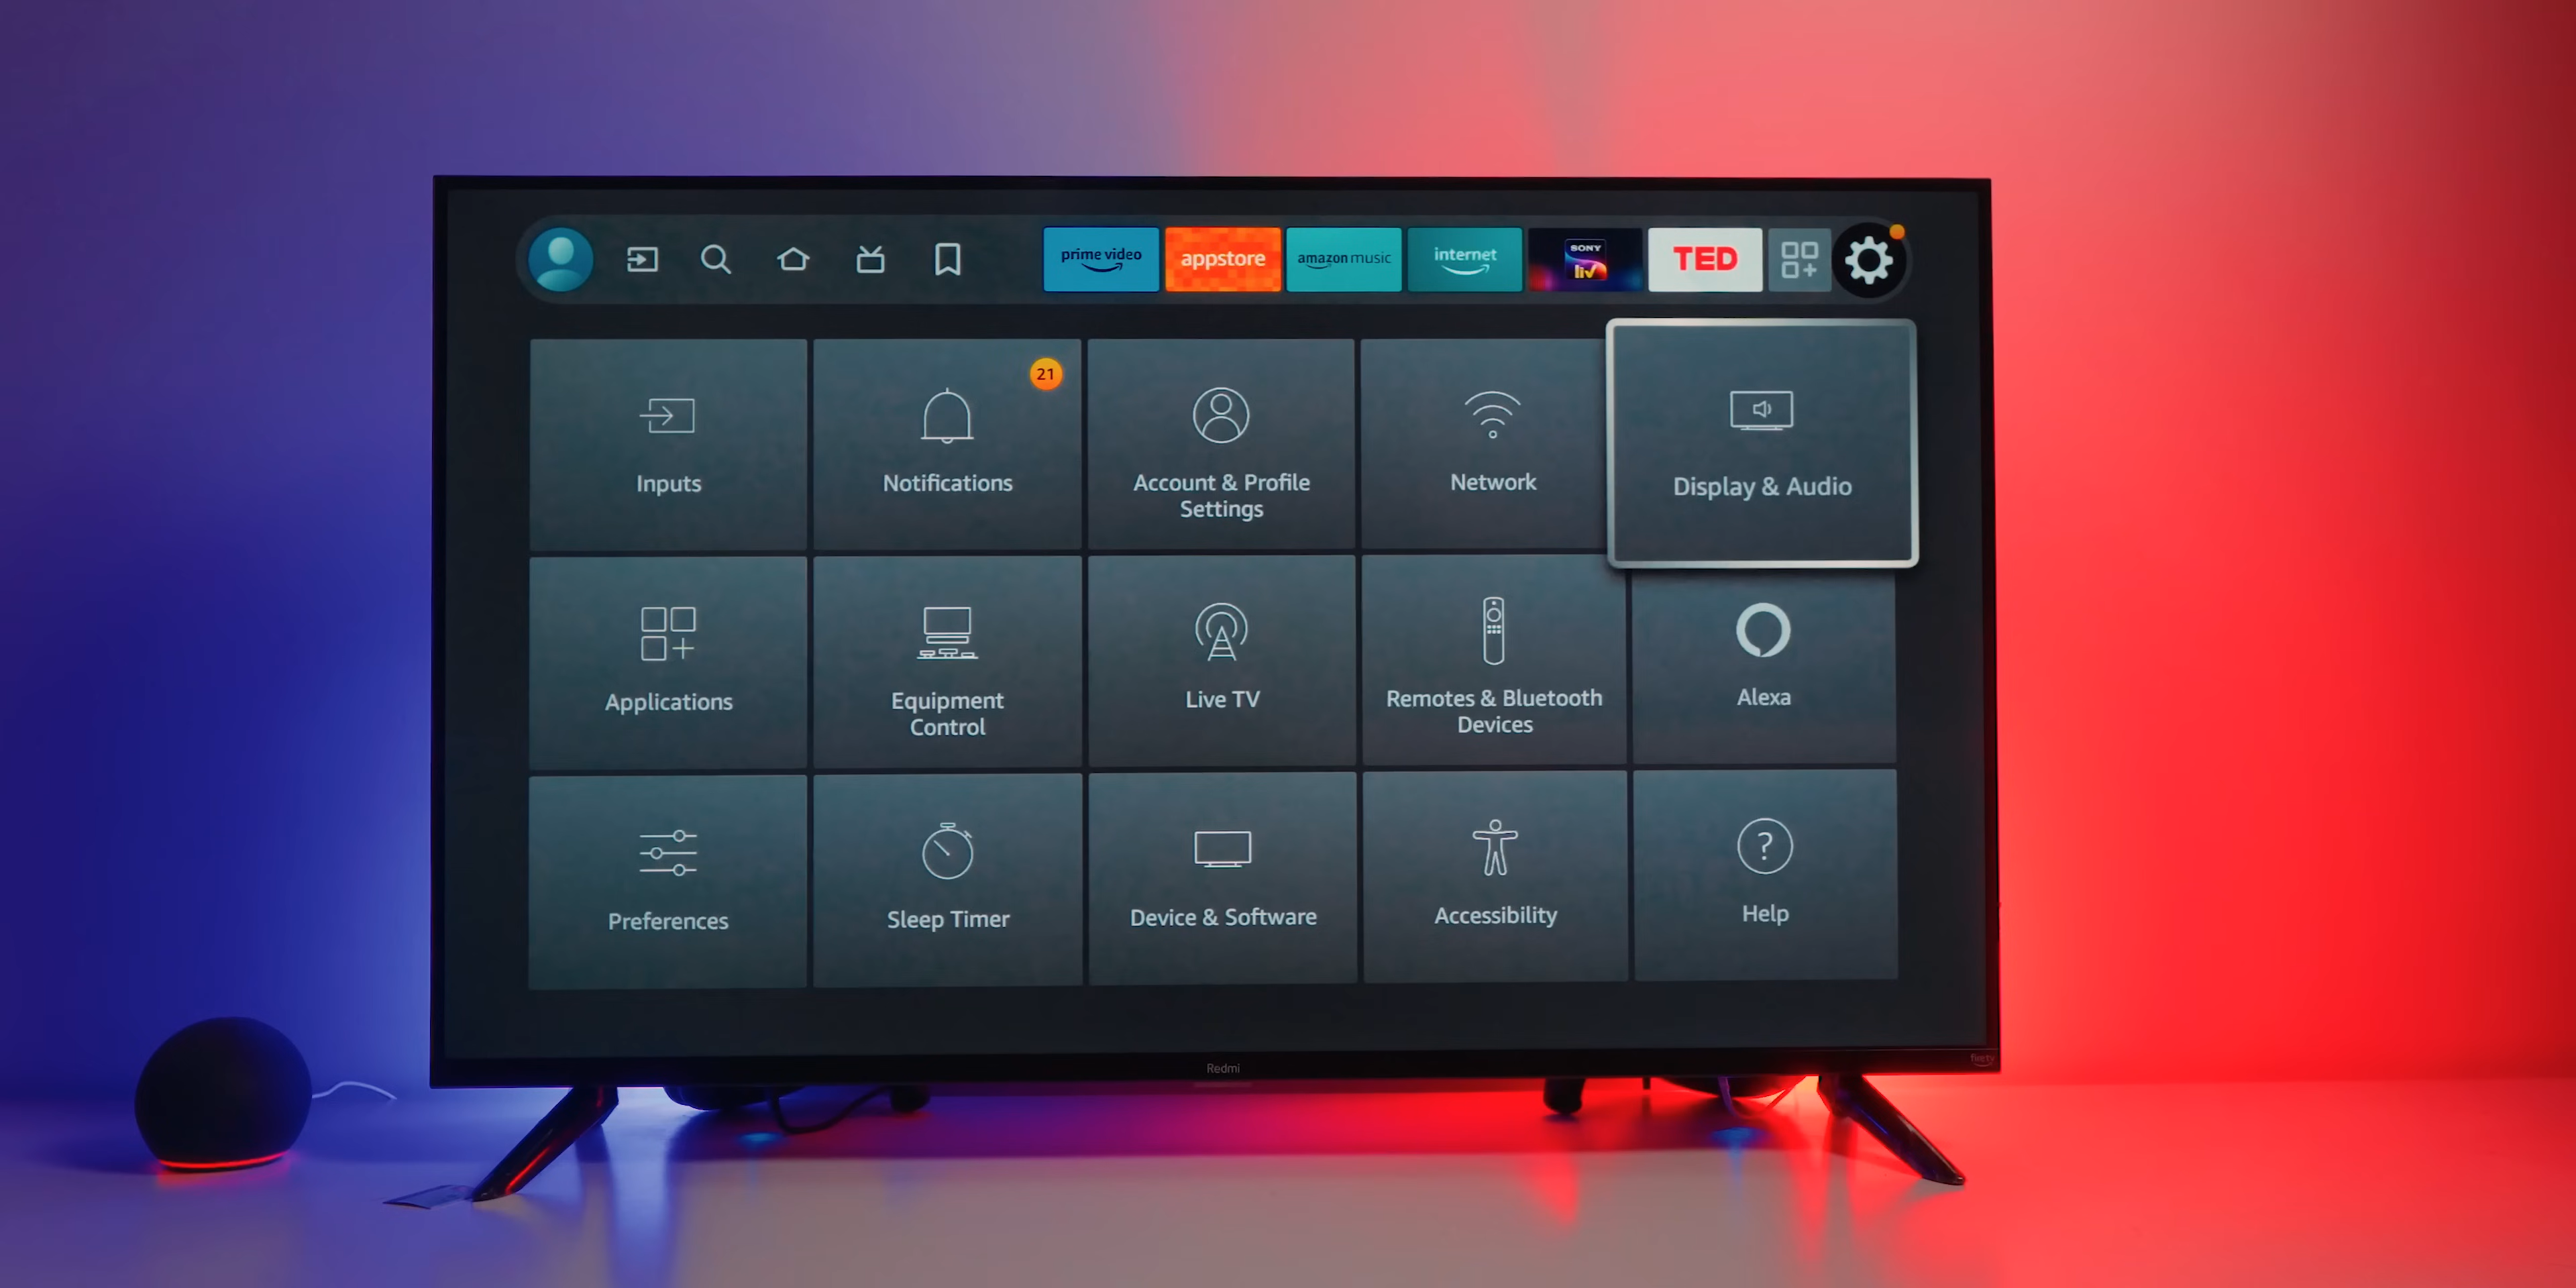 prime video
appstore
amazon music
internet
SONY
liv
TED
21
Inputs
Notifications
Account & Profile
Settings
Network
Display & Audio
Applications
Equipment
Control
Live TV
Remotes & Bluetooth
Devices
Alexa
Preferences
Sleep Timer
Device & Software
Accessibility
?
Help
Redmi
firetv